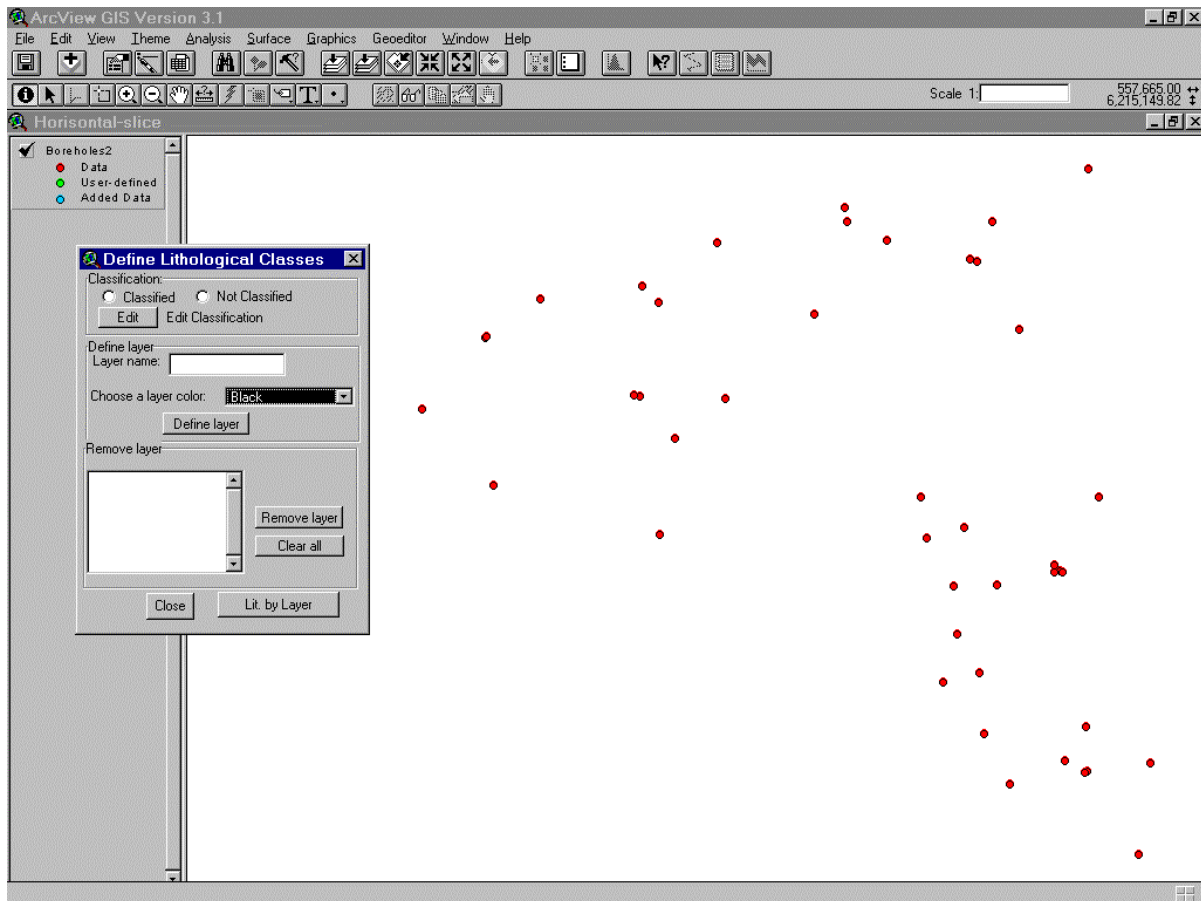 ArcView GIS Version 3.1
File Edit View Theme Analysis Surface Graphics Geoeditor Window Help
Scale 1:
557,665.00
6,215,149.82
Horisontal-slice
Boreholes2
Data
User-defined
Added Data
Define Lithological Classes
Classification:
Classified Not Classified
Edit Edit Classification
Define layer
Layer name:
Choose a layer color: Black
Define layer
Remove layer
Remove layer
Clear all
Close Lit. by Layer